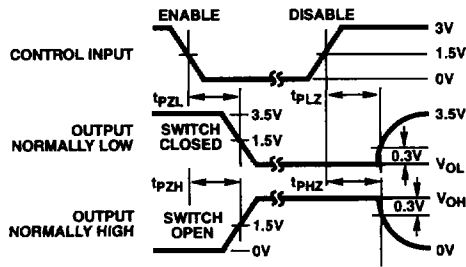 ENABLE DISABLE
3V
CONTROL INPUT 1.5V
0V
tPZL tPLZ
3.5V 3.5V
OUTPUT NORMALLY LOW
SWITCH CLOSED
1.5V
0.3V
VOL
tPZH tPHZ
VOH
0.3V
OUTPUT NORMALLY HIGH
SWITCH OPEN
1.5V
0V 0V